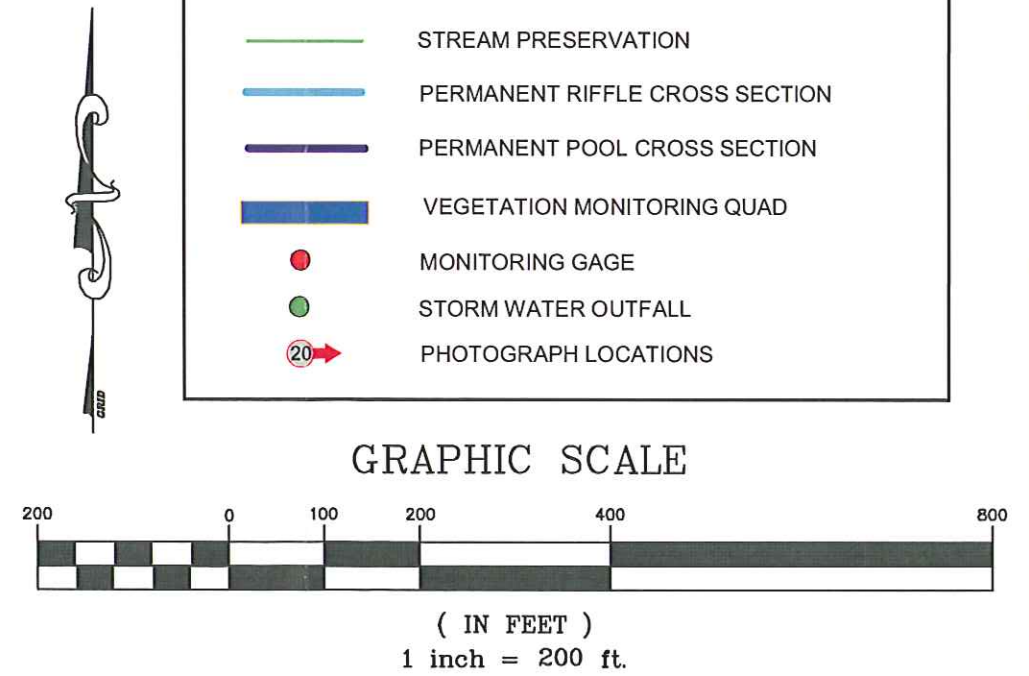 STREAM PRESERVATION
PERMANENT RIFFLE CROSS SECTION
PERMANENT POOL CROSS SECTION
VEGETATION MONITORING QUAD
MONITORING GAGE
STORM WATER OUTFALL
20 PHOTOGRAPH LOCATIONS
GRID
GRAPHIC SCALE
200 0 100 200 400 800
( IN FEET )
1 inch = 200 ft.